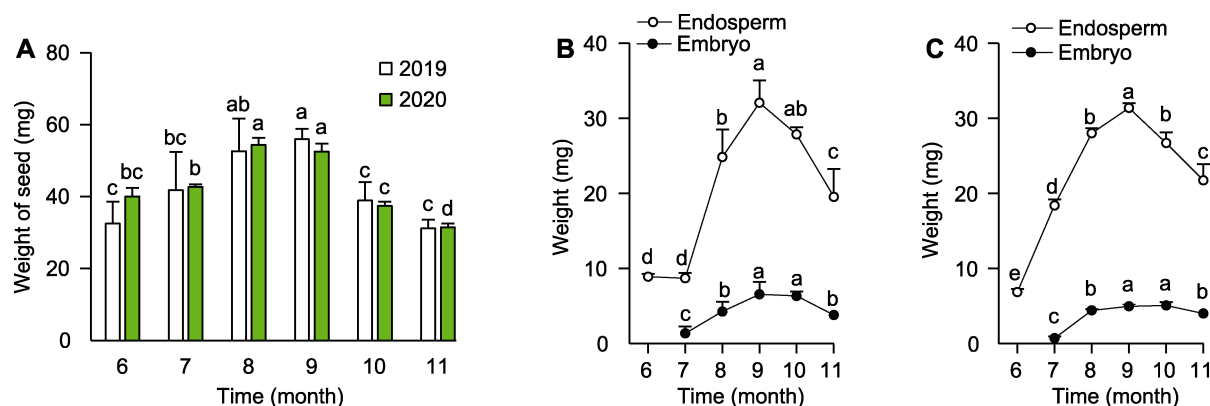 A
Weight of seed (mg)
80
60
40
20
0
2019
2020
c bc bc b ab a a a c c c d
6 7 8 9 10 11
Time (month)
B
Endosperm
Embryo
Weight (mg)
40
30
20
10
0
d d b a ab c
c b a a b
6 7 8 9 10 11
Time (month)
C
Endosperm
Embryo
Weight (mg)
40
30
20
10
0
e d b a b c
c b a a b
6 7 8 9 10 11
Time (month)